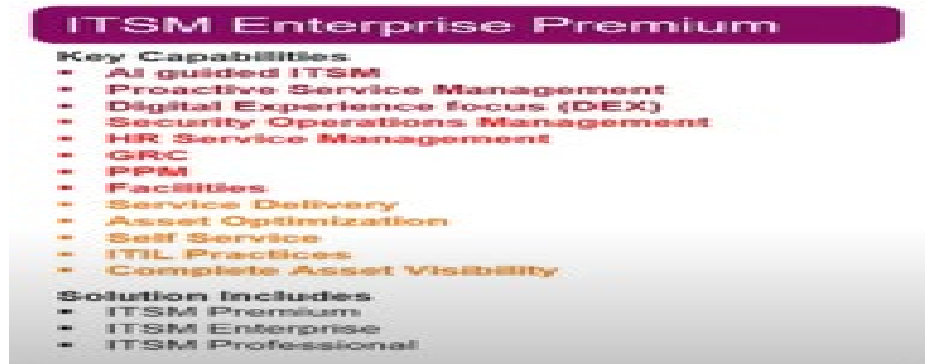 ITSM Enterprise Premium
Key Capabilities
• AI guided ITSM
• Proactive Service Management
• Digital Experience focus (DEX)
• Security Operations Management
• HR Service Management
• GRC
• PPM
• Facilities
• Service Delivery
• Asset Optimization
• Self Service
• ITIL Practices
• Complete Asset Visibility
Solution Includes
• ITSM Premium
• ITSM Enterprise
• ITSM Professional